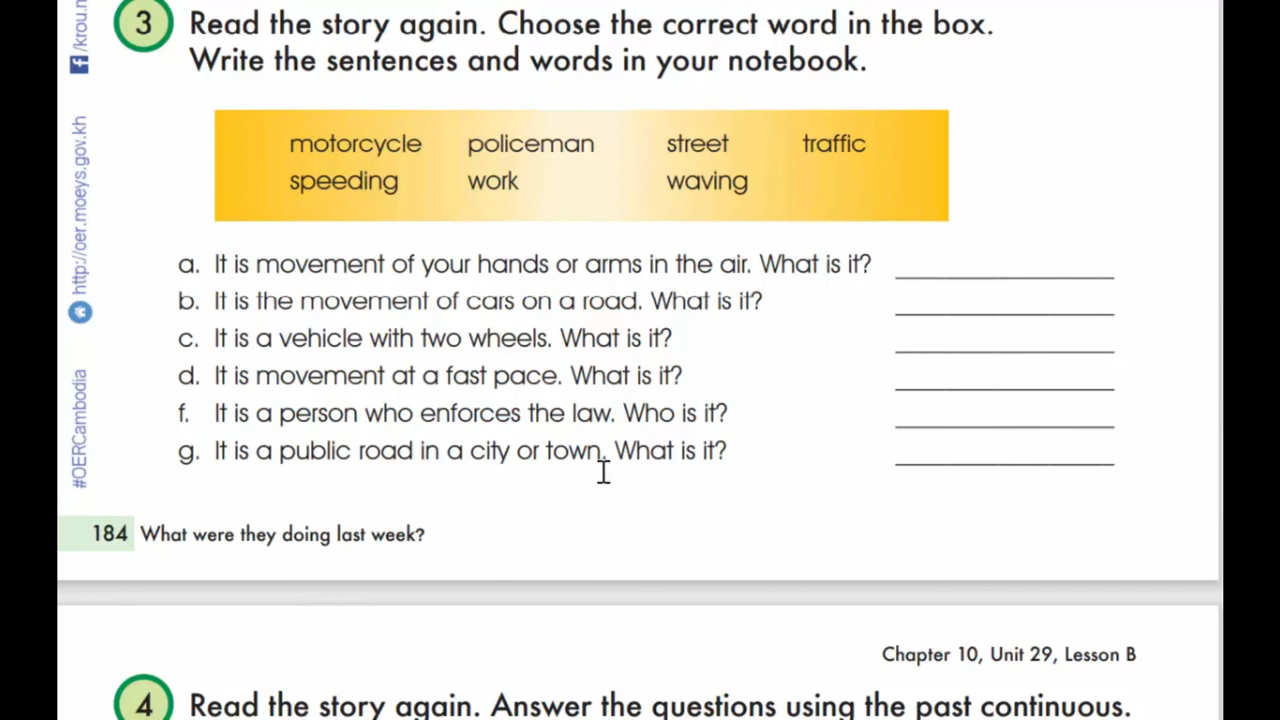 3 Read the story again. Choose the correct word in the box.
Write the sentences and words in your notebook.
motorcycle policeman street traffic
speeding work waving
a. It is movement of your hands or arms in the air. What is it? ____________
b. It is the movement of cars on a road. What is it? ____________
c. It is a vehicle with two wheels. What is it? ____________
d. It is movement at a fast pace. What is it? ____________
f. It is a person who enforces the law. Who is it? ____________
g. It is a public road in a city or town. What is it? ____________
184 What were they doing last week?
#OERCambodia
http://oer.moeys.gov.kh
Chapter 10, Unit 29, Lesson B
4 Read the story again. Answer the questions using the past continuous.